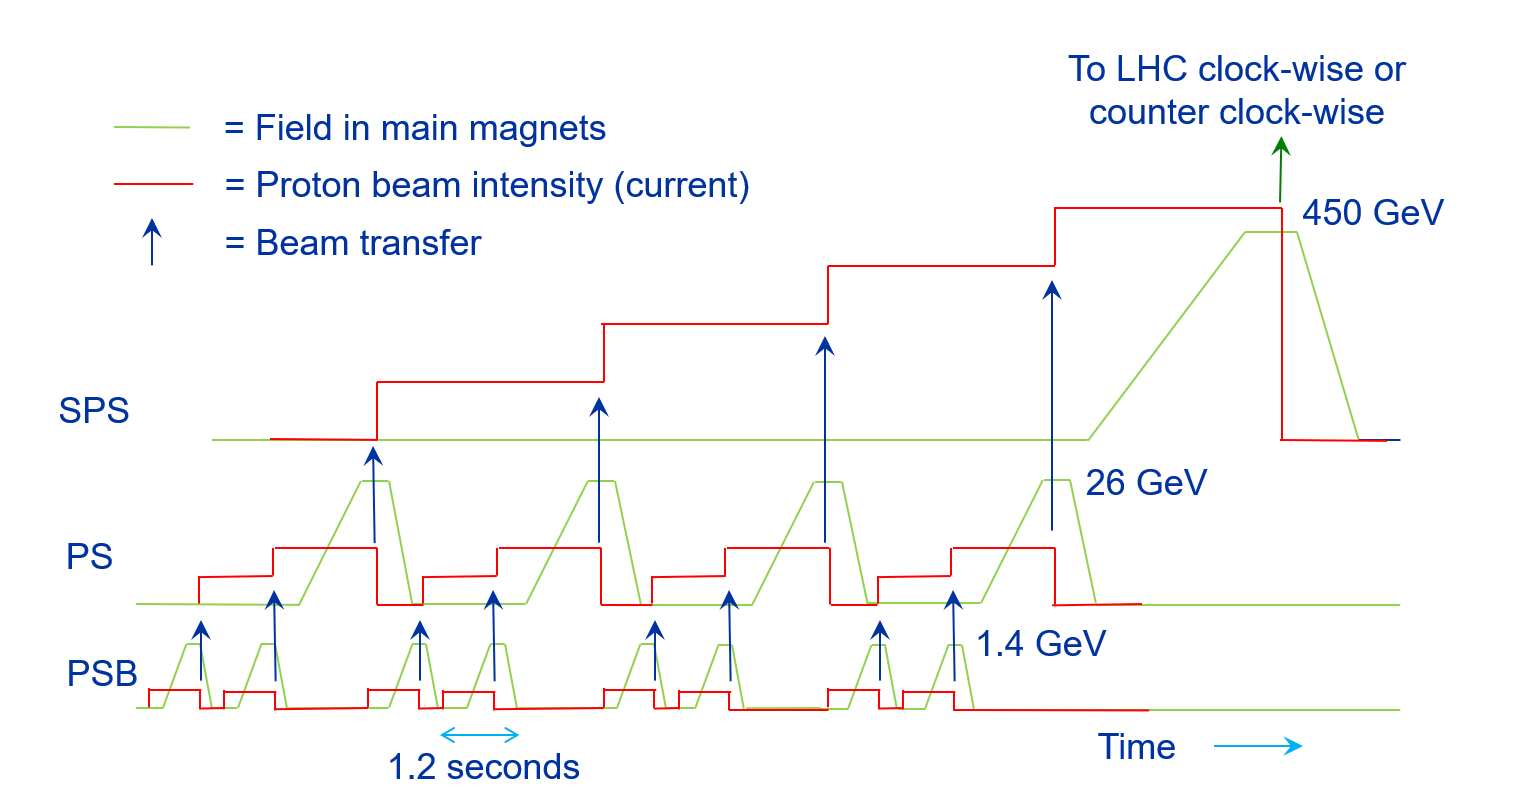 To LHC clock-wise or
counter clock-wise
= Field in main magnets
= Proton beam intensity (current)
= Beam transfer
450 GeV
SPS
26 GeV
PS
1.4 GeV
PSB
1.2 seconds
Time